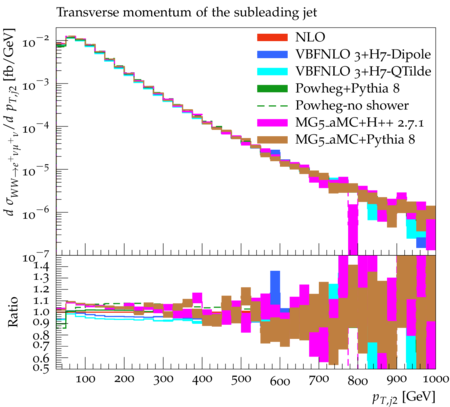 Transverse momentum of the subleading jet
d σ_{WW→e⁺νμ⁺ν}/d p_{T,j2} [fb/GeV]
10⁻²
10⁻³
10⁻⁴
10⁻⁵
10⁻⁶
10⁻⁷
NLO
VBFNLO 3+H7-Dipole
VBFNLO 3+H7-QTilde
Powheg+Pythia 8
Powheg-no shower
MG5_aMC+H++ 2.7.1
MG5_aMC+Pythia 8
Ratio
1.4
1.3
1.2
1.1
1.0
0.9
0.8
0.7
0.6
0.5
100 200 300 400 500 600 700 800 900 1000
p_{T,j2}